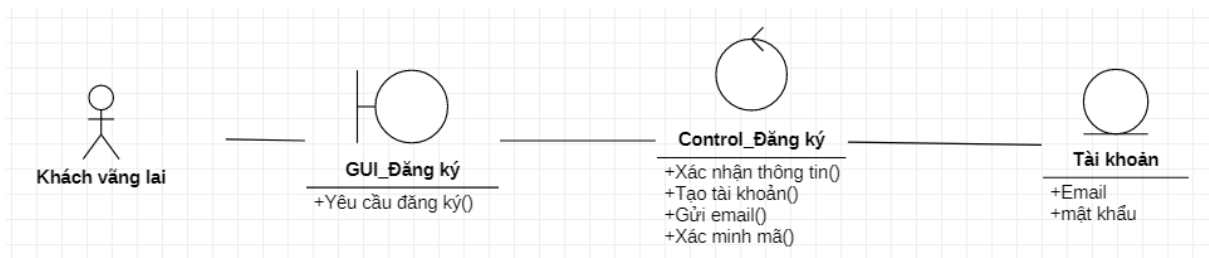 Khách vãng lai
GUI_Đăng ký
+Yêu cầu đăng ký()
Control_Đăng ký
+Xác nhận thông tin()
+Tạo tài khoản()
+Gửi email()
+Xác minh mã()
Tài khoản
+Email
+mật khẩu